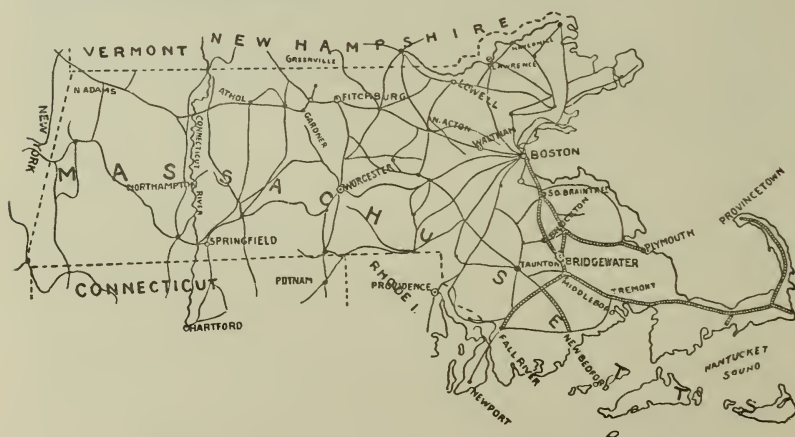 VERMONT
NEW HAMPSHIRE
GREENVILLE
HAVERHILL
LAWRENCE
LOWELL
N. ADAMS
ATHOL
FITCHBURG
GARDNER
N. ACTON
WALTHAM
BOSTON
NEW YORK
CONNECTICUT RIVER
MASSACHUSETTS
NORTHAMPTON
WORCESTER
SO. BRAINTREE
BROCKTON
PLYMOUTH
PROVINCETOWN
SPRINGFIELD
TAUNTON
BRIDGEWATER
CONNECTICUT
PUTNAM
RHODE I.
PROVIDENCE
MIDDLEBORO
TREMONT
HARTFORD
FALL RIVER
NEW BEDFORD
NEWPORT
NANTUCKET
SOUND